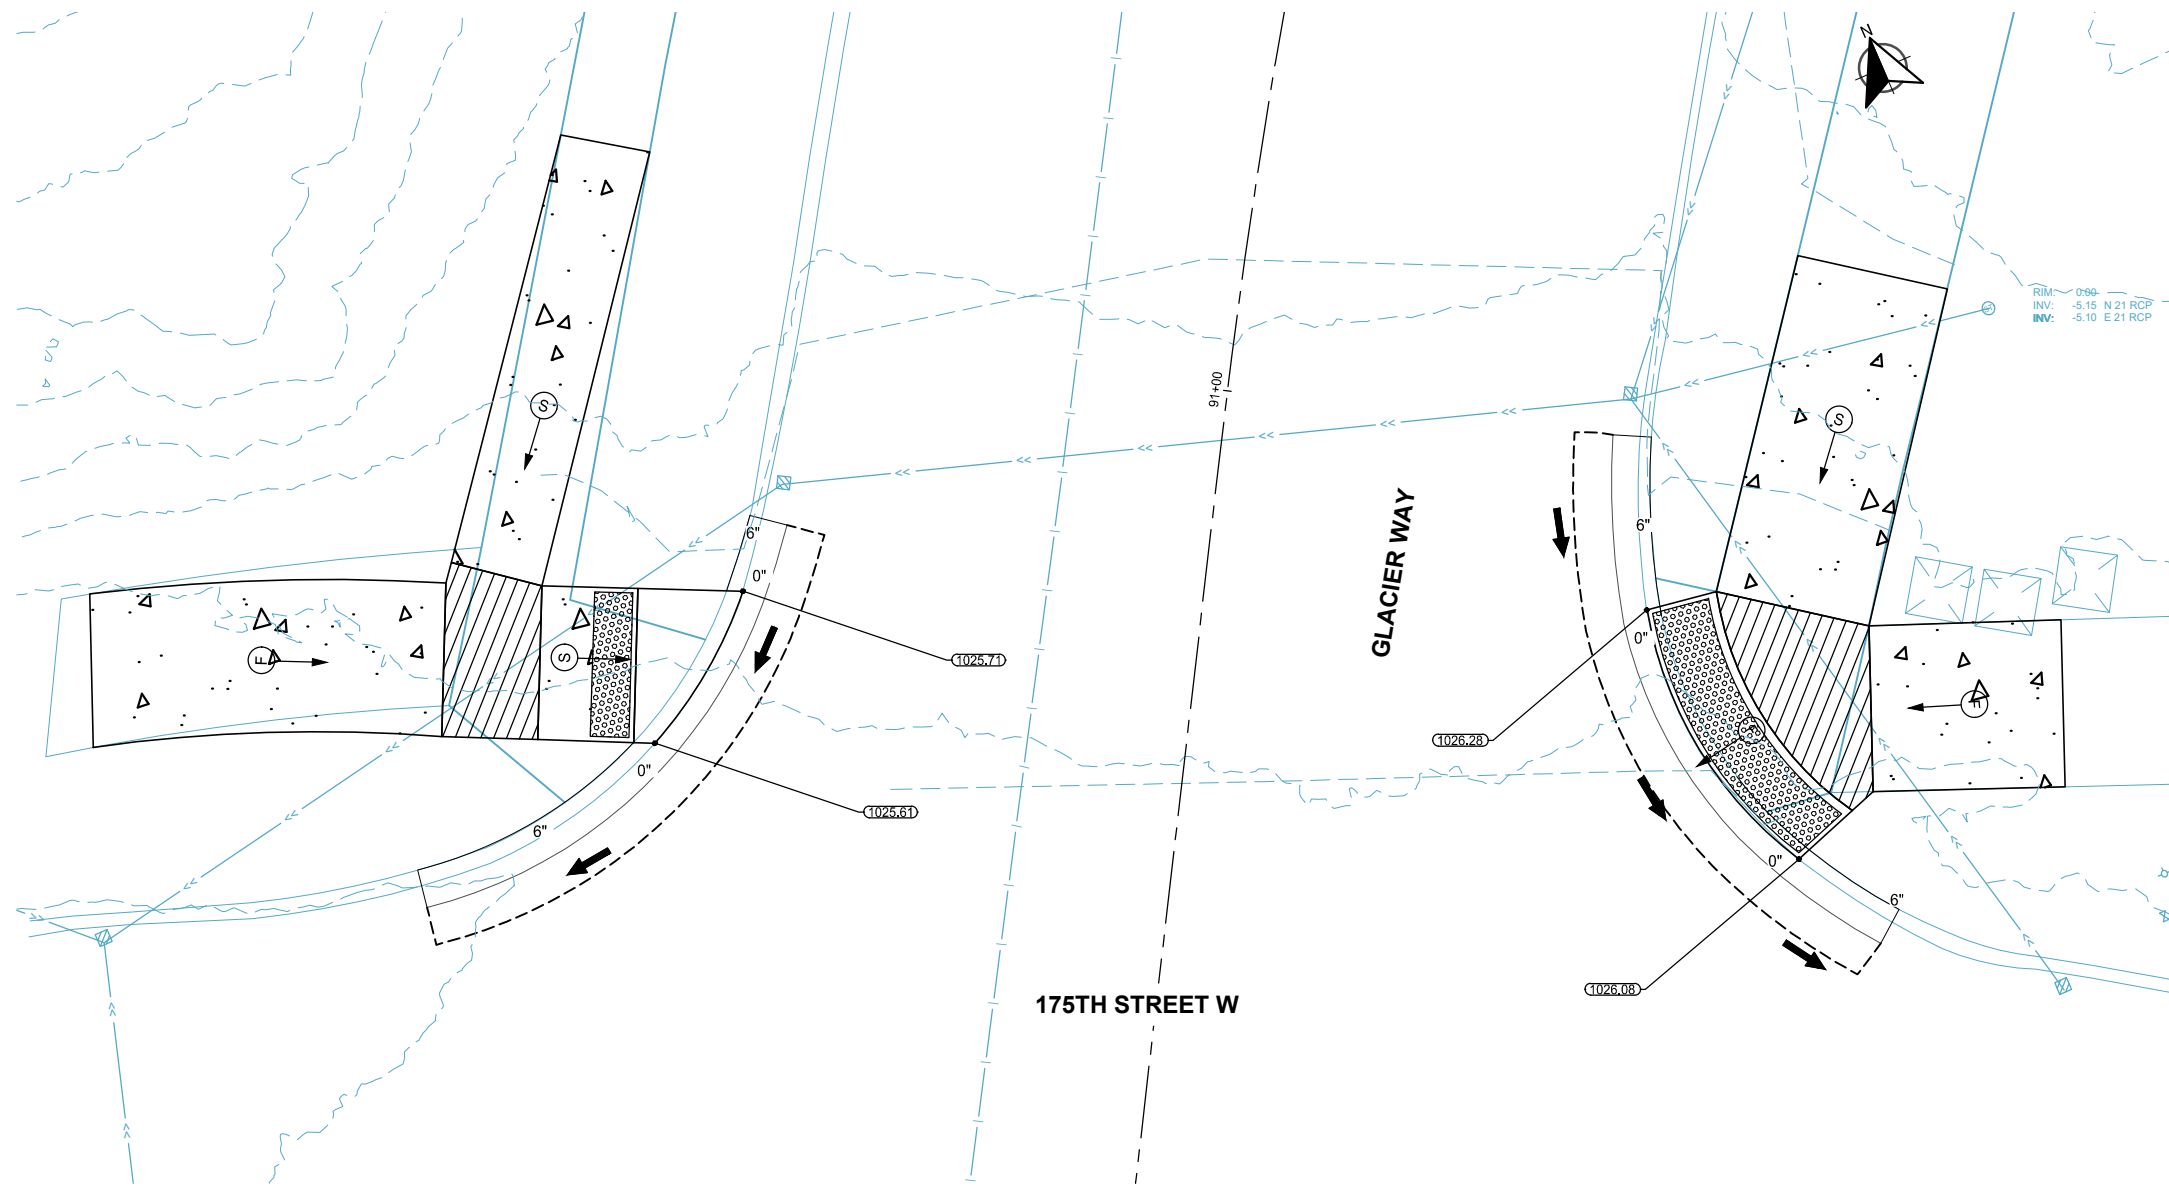 N
RIM: 0.00
INV: -5.15 N 21 RCP
INV: -5.10 E 21 RCP
91+00
S
S
GLACIER WAY
6"
6"
0"
1025.71
F
S
0"
F
1026.28
0"
1025.61
6"
0"
6"
1026.08
175TH STREET W